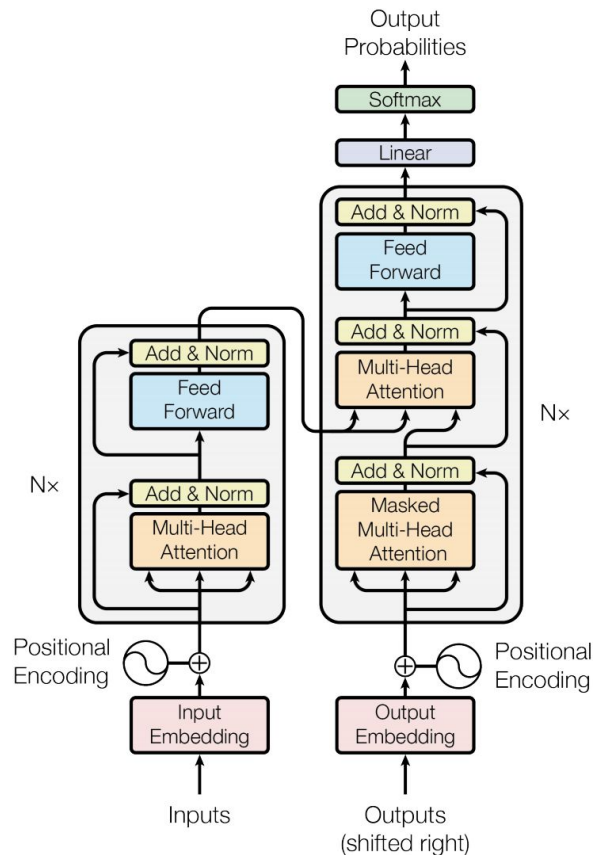 Output
Probabilities
Softmax
Linear
Add & Norm
Feed
Forward
Add & Norm
Multi-Head
Attention
Add & Norm
Masked
Multi-Head
Attention
N×
Add & Norm
Feed
Forward
Add & Norm
Multi-Head
Attention
N×
Positional
Encoding
Positional
Encoding
Input
Embedding
Output
Embedding
Inputs
Outputs
(shifted right)